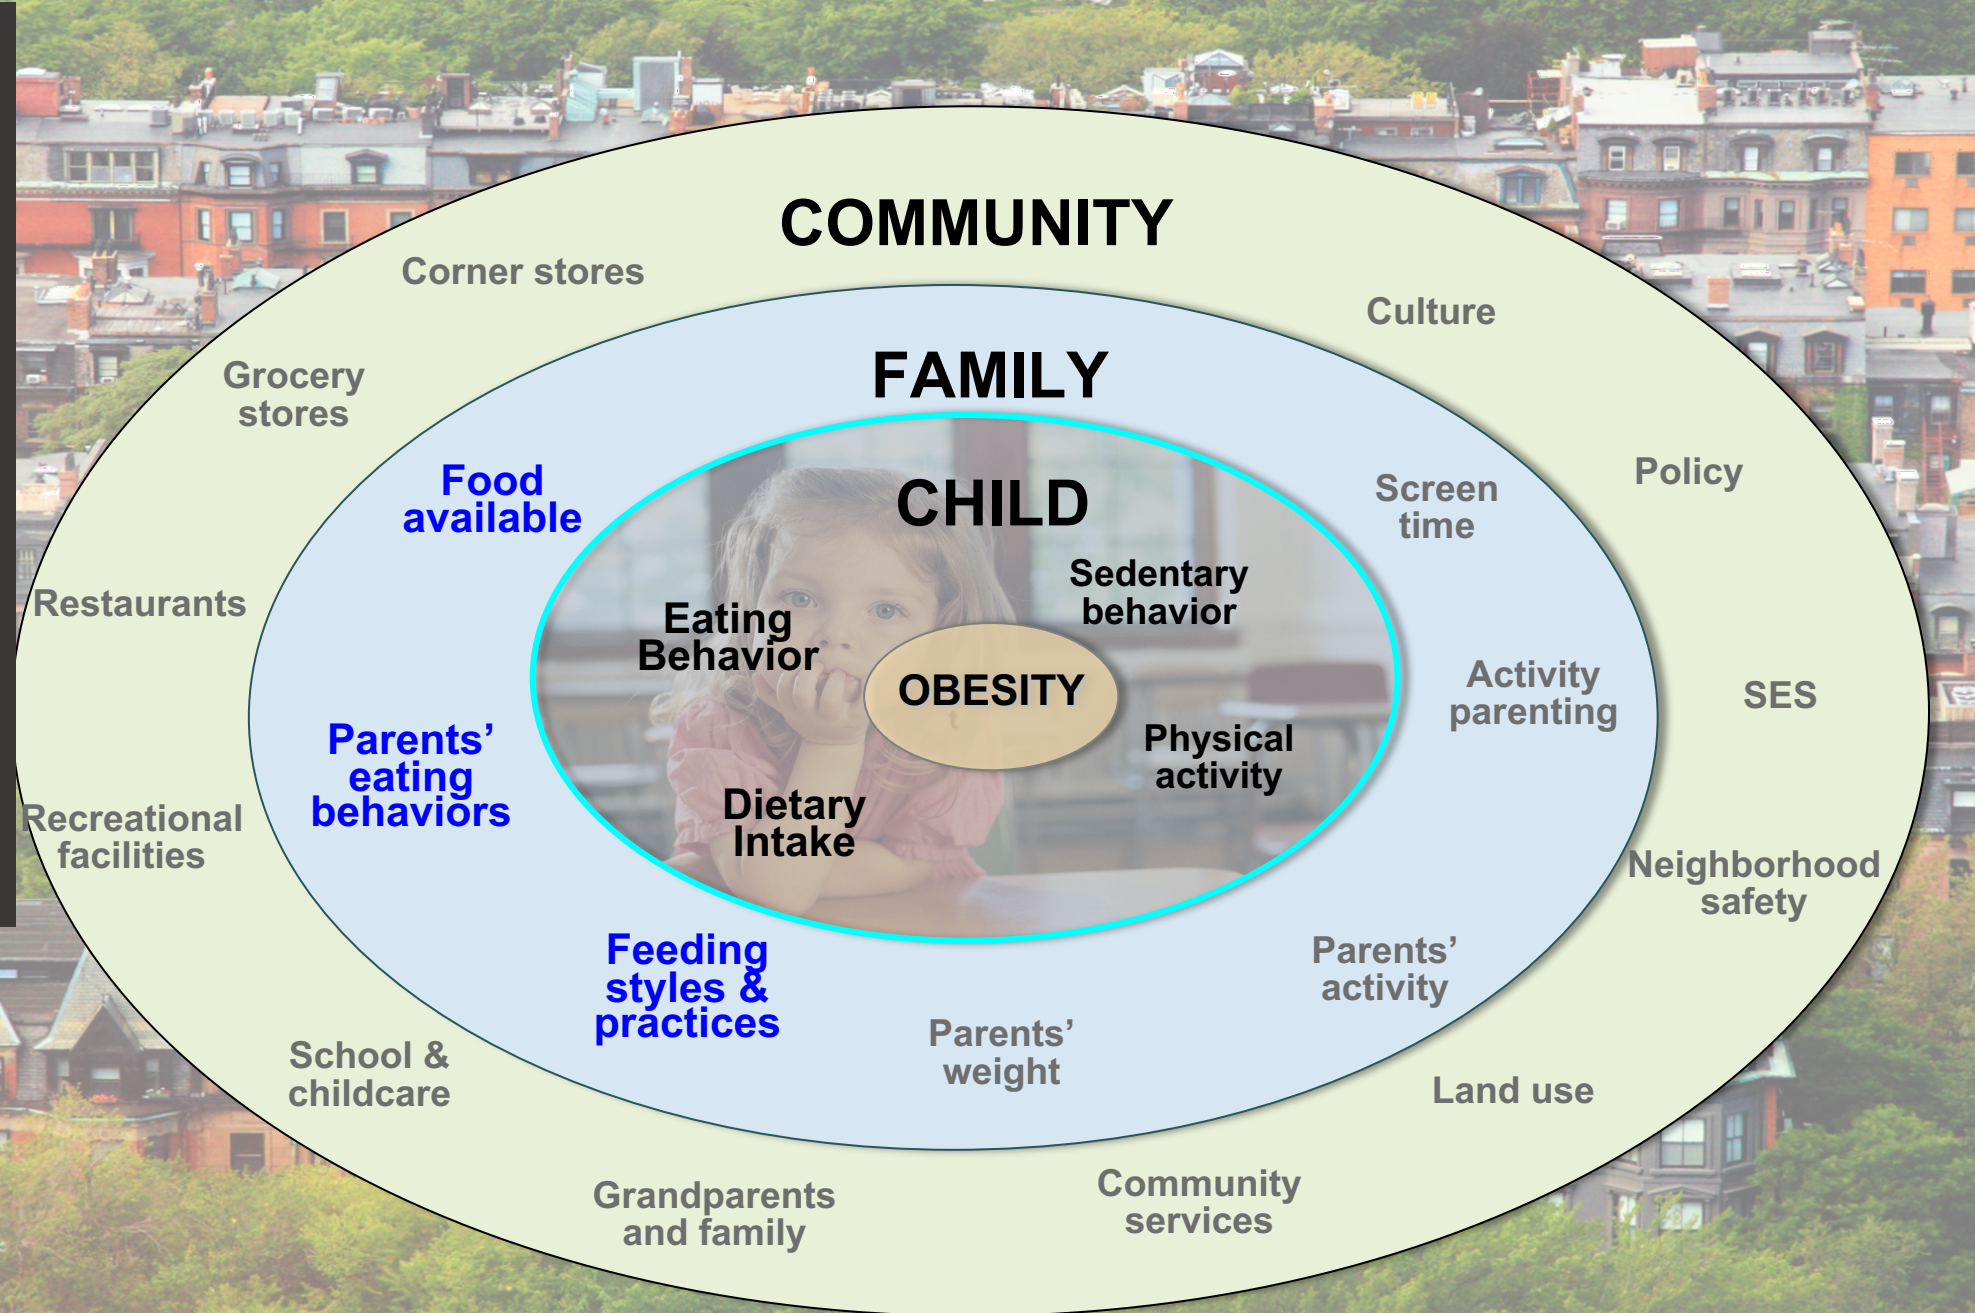 COMMUNITY
Corner stores
Culture
Grocery
stores
Policy
Restaurants
SES
Recreational
facilities
Neighborhood
safety
School &
childcare
Land use
Grandparents
and family
Community
services
FAMILY
Food
available
Screen
time
Parents’
eating
behaviors
Activity
parenting
Feeding
styles &
practices
Parents’
activity
Parents’
weight
CHILD
Eating
Behavior
Sedentary
behavior
Dietary
Intake
Physical
activity
OBESITY